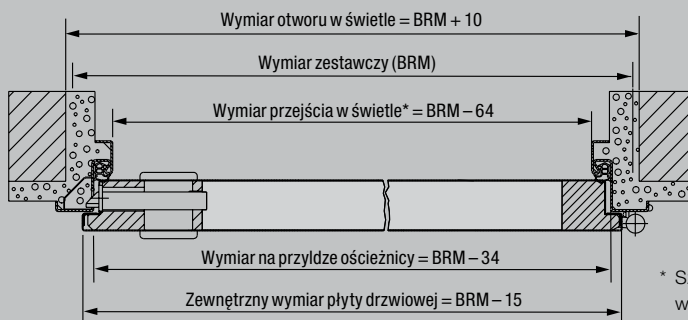 Wymiar otworu w świetle = BRM + 10
Wymiar zestawczy (BRM)
Wymiar przejścia w świetle* = BRM – 64
Wymiar na przyldze ościeżnicy = BRM – 34
Zewnętrzny wymiar płyty drzwiowej = BRM – 15
*